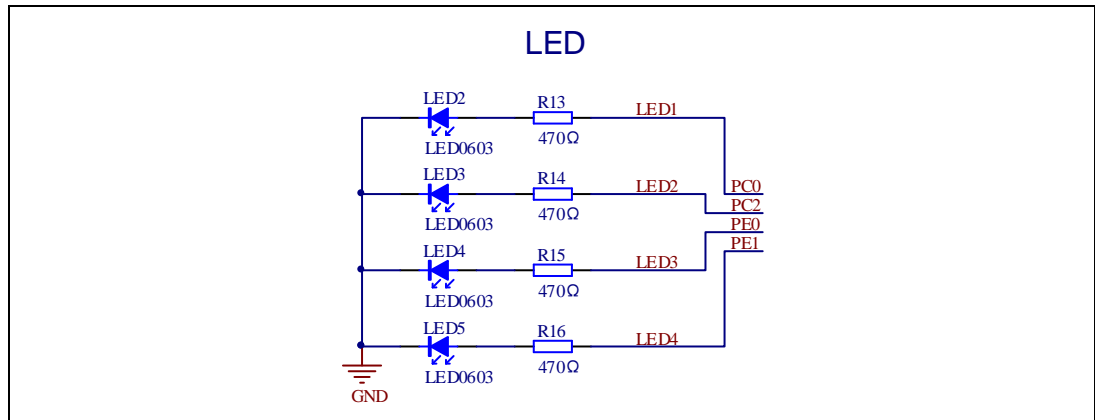 LED
LED2
R13
LED1
LED0603
470Ω
LED3
R14
LED2
PC0
LED0603
470Ω
PC2
PE0
LED4
R15
LED3
PE1
LED0603
470Ω
LED5
R16
LED4
LED0603
470Ω
GND